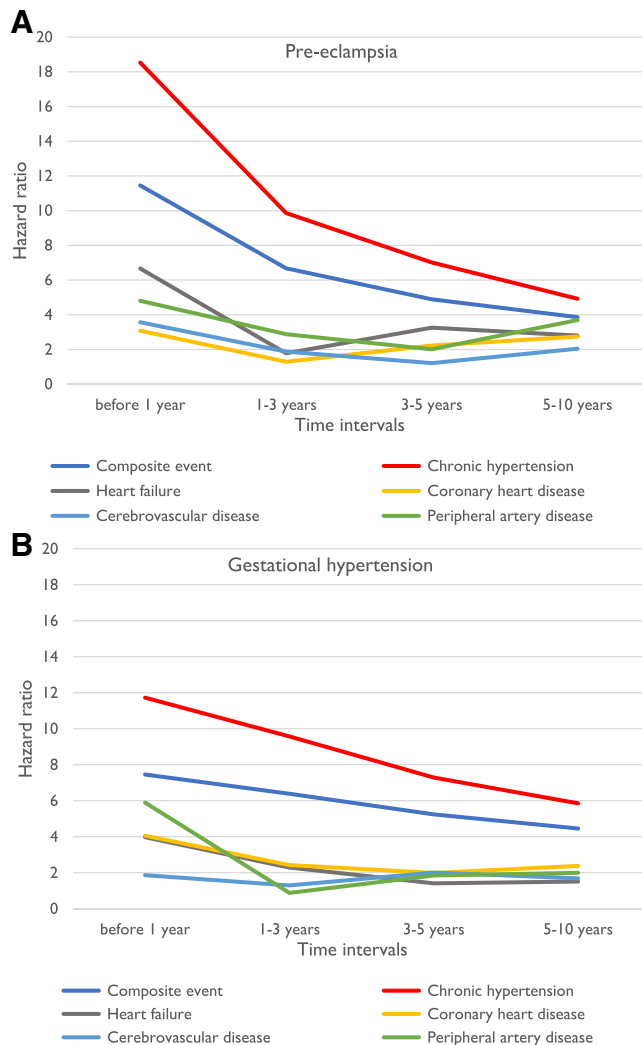 A
Pre-eclampsia
20
18
16
14
12
10
8
6
4
2
0
Hazard ratio
before 1 year 1-3 years 3-5 years 5-10 years
Time intervals
Composite event Chronic hypertension
Heart failure Coronary heart disease
Cerebrovascular disease Peripheral artery disease
B
Gestational hypertension
20
18
16
14
12
10
8
6
4
2
0
Hazard ratio
before 1 year 1-3 years 3-5 years 5-10 years
Time intervals
Composite event Chronic hypertension
Heart failure Coronary heart disease
Cerebrovascular disease Peripheral artery disease